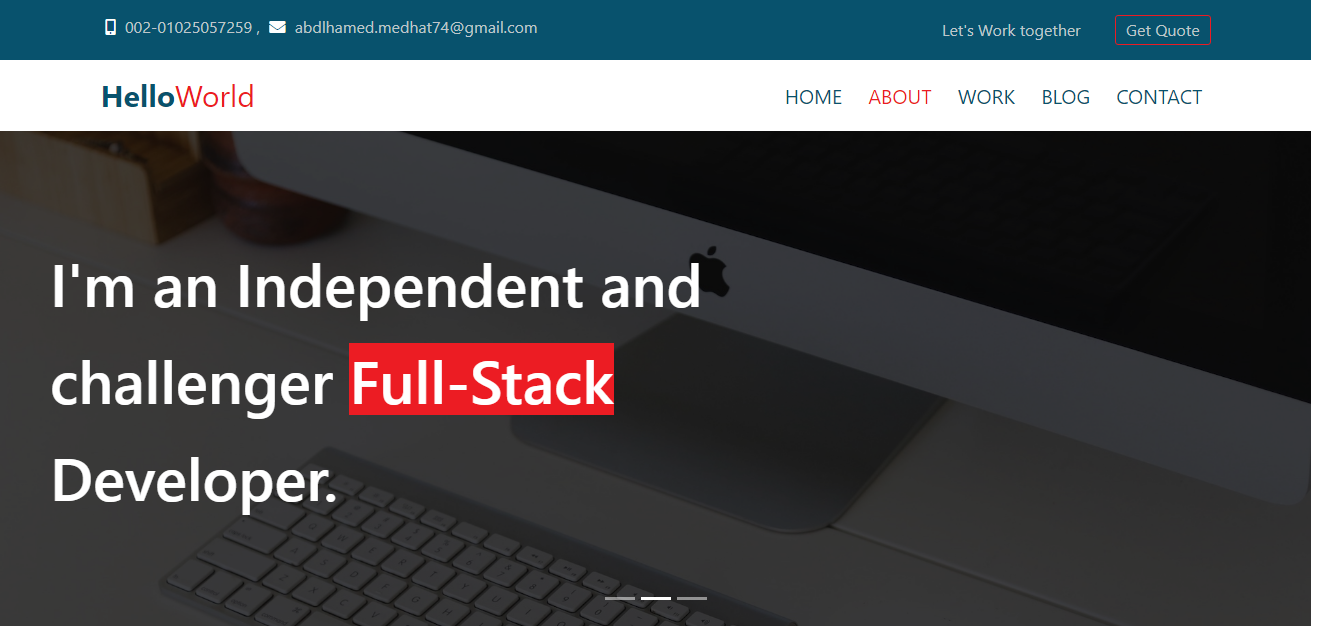 002-01025057259 , abdlhamed.medhat74@gmail.com
Let's Work together
Get Quote
HelloWorld
HOME ABOUT WORK BLOG CONTACT
I'm an Independent and
challenger Full-Stack
Developer.